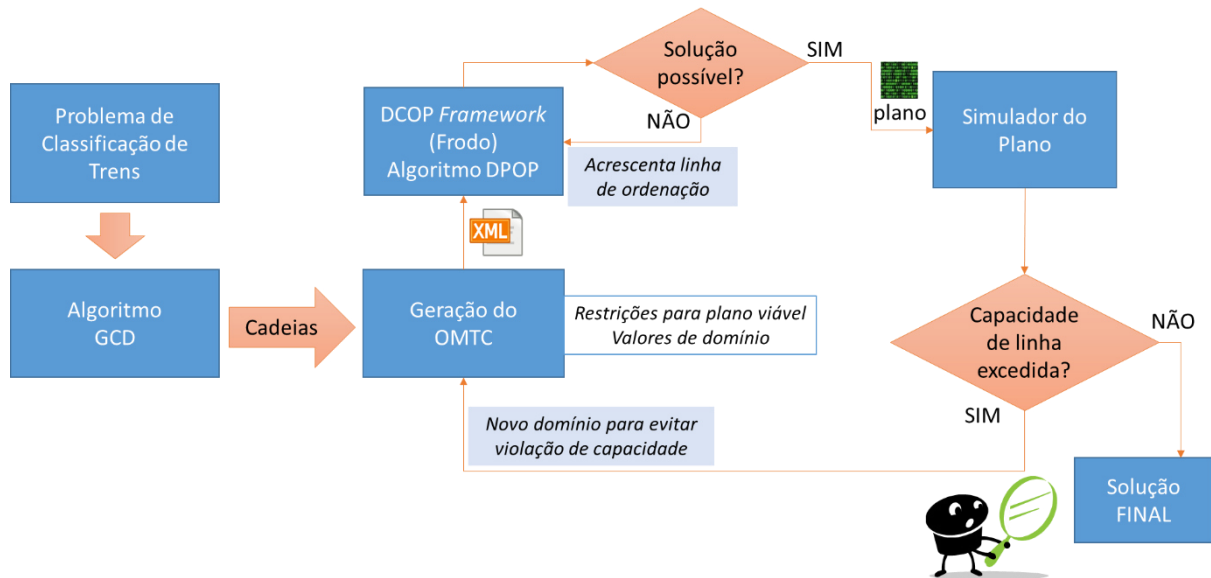 Problema de
Classificação de
Trens
Algoritmo
GCD
Cadeias
Geração do
OMTC
Restrições para plano viável
Valores de domínio
XML
DCOP Framework
(Frodo)
Algoritmo DPOP
Solução
possível?
SIM
NÃO
Acrescenta linha
de ordenação
plano
Simulador do
Plano
Capacidade
de linha
excedida?
NÃO
SIM
Novo domínio para evitar
violação de capacidade
Solução
FINAL